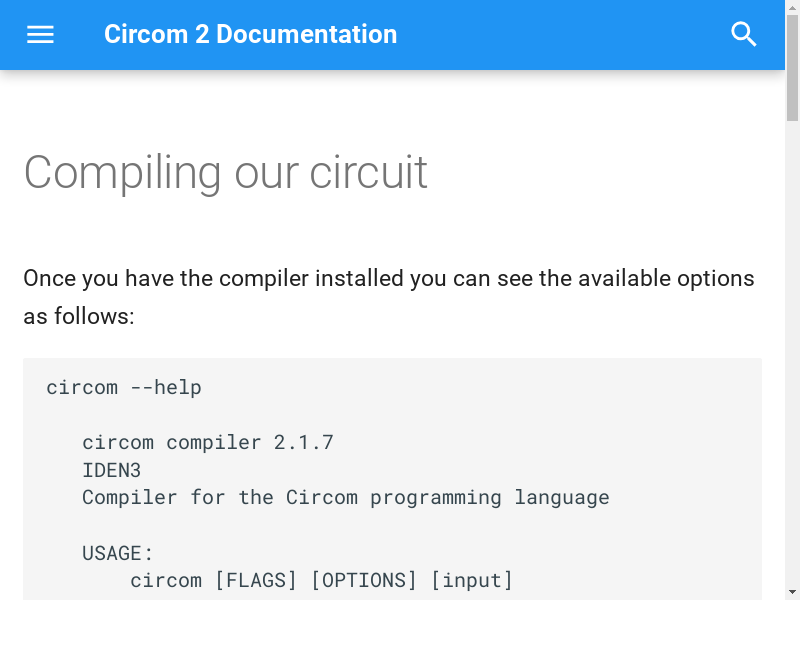 Circom 2 Documentation
Compiling our circuit
Once you have the compiler installed you can see the available options
as follows:
circom --help
circom compiler 2.1.7
IDEN3
Compiler for the Circom programming language
USAGE:
circom [FLAGS] [OPTIONS] [input]